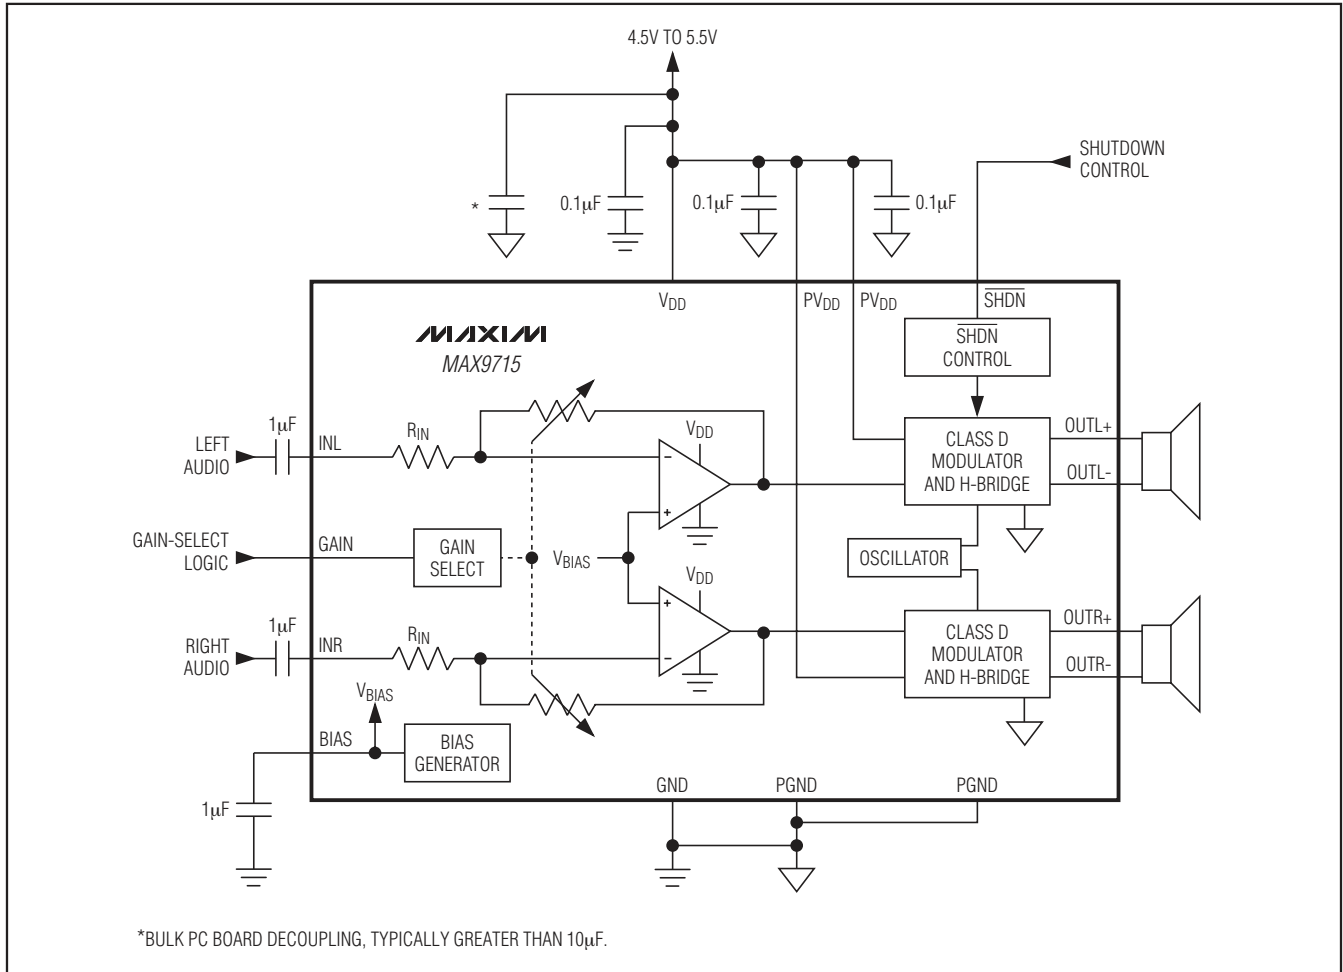 4.5V TO 5.5V
SHUTDOWN
CONTROL
*
0.1µF
0.1µF
0.1µF
VDD
PVDD
PVDD
SHDN
MAXIM
MAX9715
SHDN
CONTROL
1µF
LEFT
AUDIO
INL
RIN
VDD
−
+
CLASS D
MODULATOR
AND H-BRIDGE
OUTL+
OUTL-
GAIN-SELECT
LOGIC
GAIN
GAIN
SELECT
VBIAS
OSCILLATOR
1µF
RIGHT
AUDIO
INR
RIN
VDD
+
−
CLASS D
MODULATOR
AND H-BRIDGE
OUTR+
OUTR-
VBIAS
BIAS
BIAS
GENERATOR
1µF
GND
PGND
PGND
*BULK PC BOARD DECOUPLING, TYPICALLY GREATER THAN 10µF.